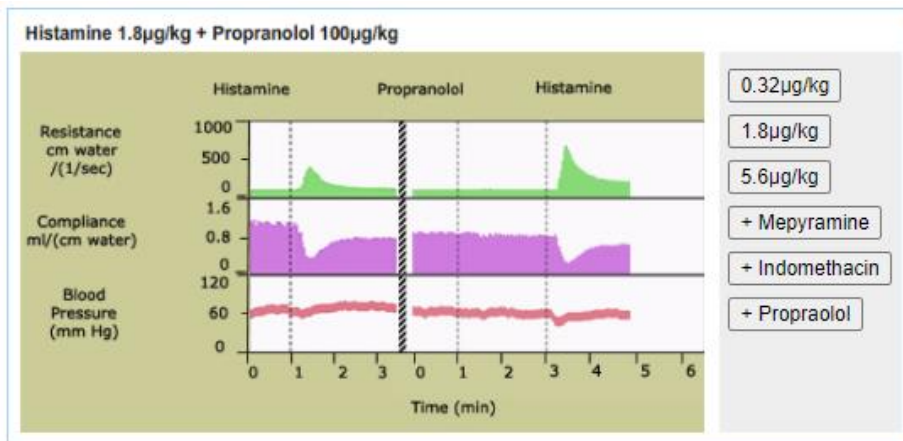 Histamine 1.8µg/kg + Propranolol 100µg/kg
Histamine Propranolol Histamine
Resistance
cm water
/(1/sec)
1000
500
0
Compliance
ml/(cm water)
1.6
0.8
0
Blood
Pressure
(mm Hg)
120
60
0
0 1 2 3 0 1 2 3 4 5 6
Time (min)
0.32µg/kg
1.8µg/kg
5.6µg/kg
+ Mepyramine
+ Indomethacin
+ Propraolol